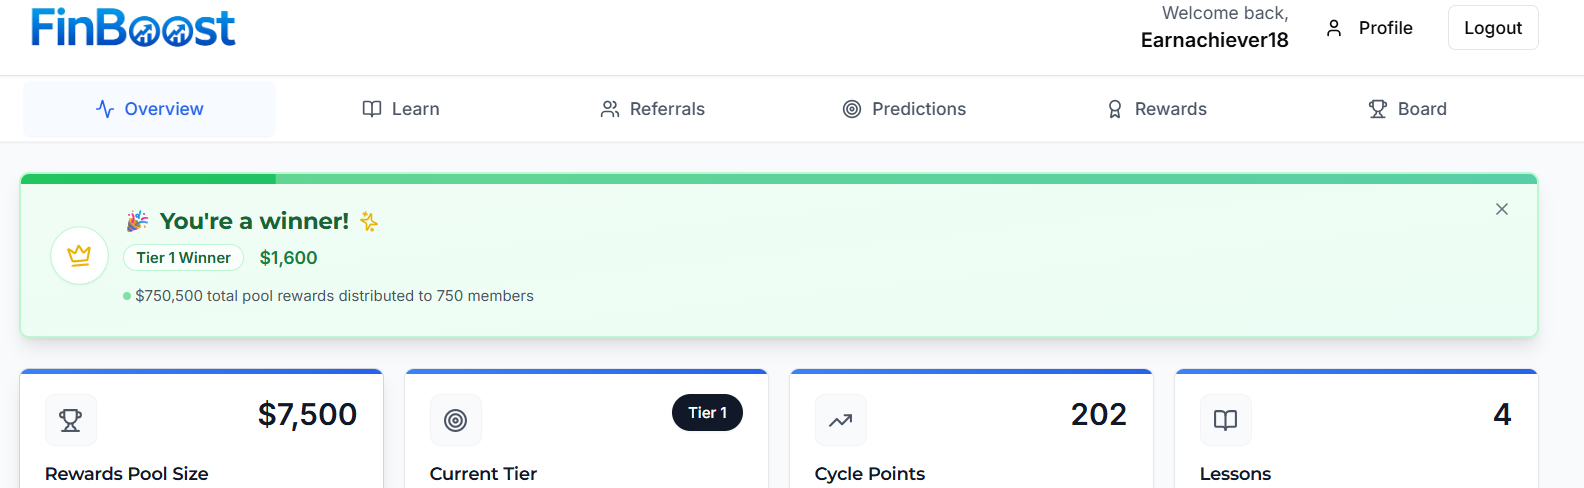 FinBoost
Welcome back,
Earnachiever18
Profile
Logout
Overview
Learn
Referrals
Predictions
Rewards
Board
🎉 You're a winner! ✨
Tier 1 Winner
$1,600
$750,500 total pool rewards distributed to 750 members
$7,500
Rewards Pool Size
Tier 1
Current Tier
202
Cycle Points
4
Lessons